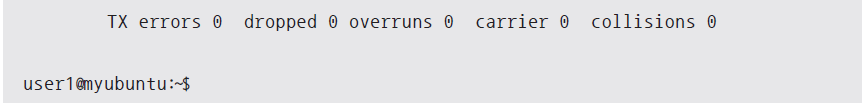 TX errors 0  dropped 0 overruns 0  carrier 0  collisions 0
user1@myubuntu:~$